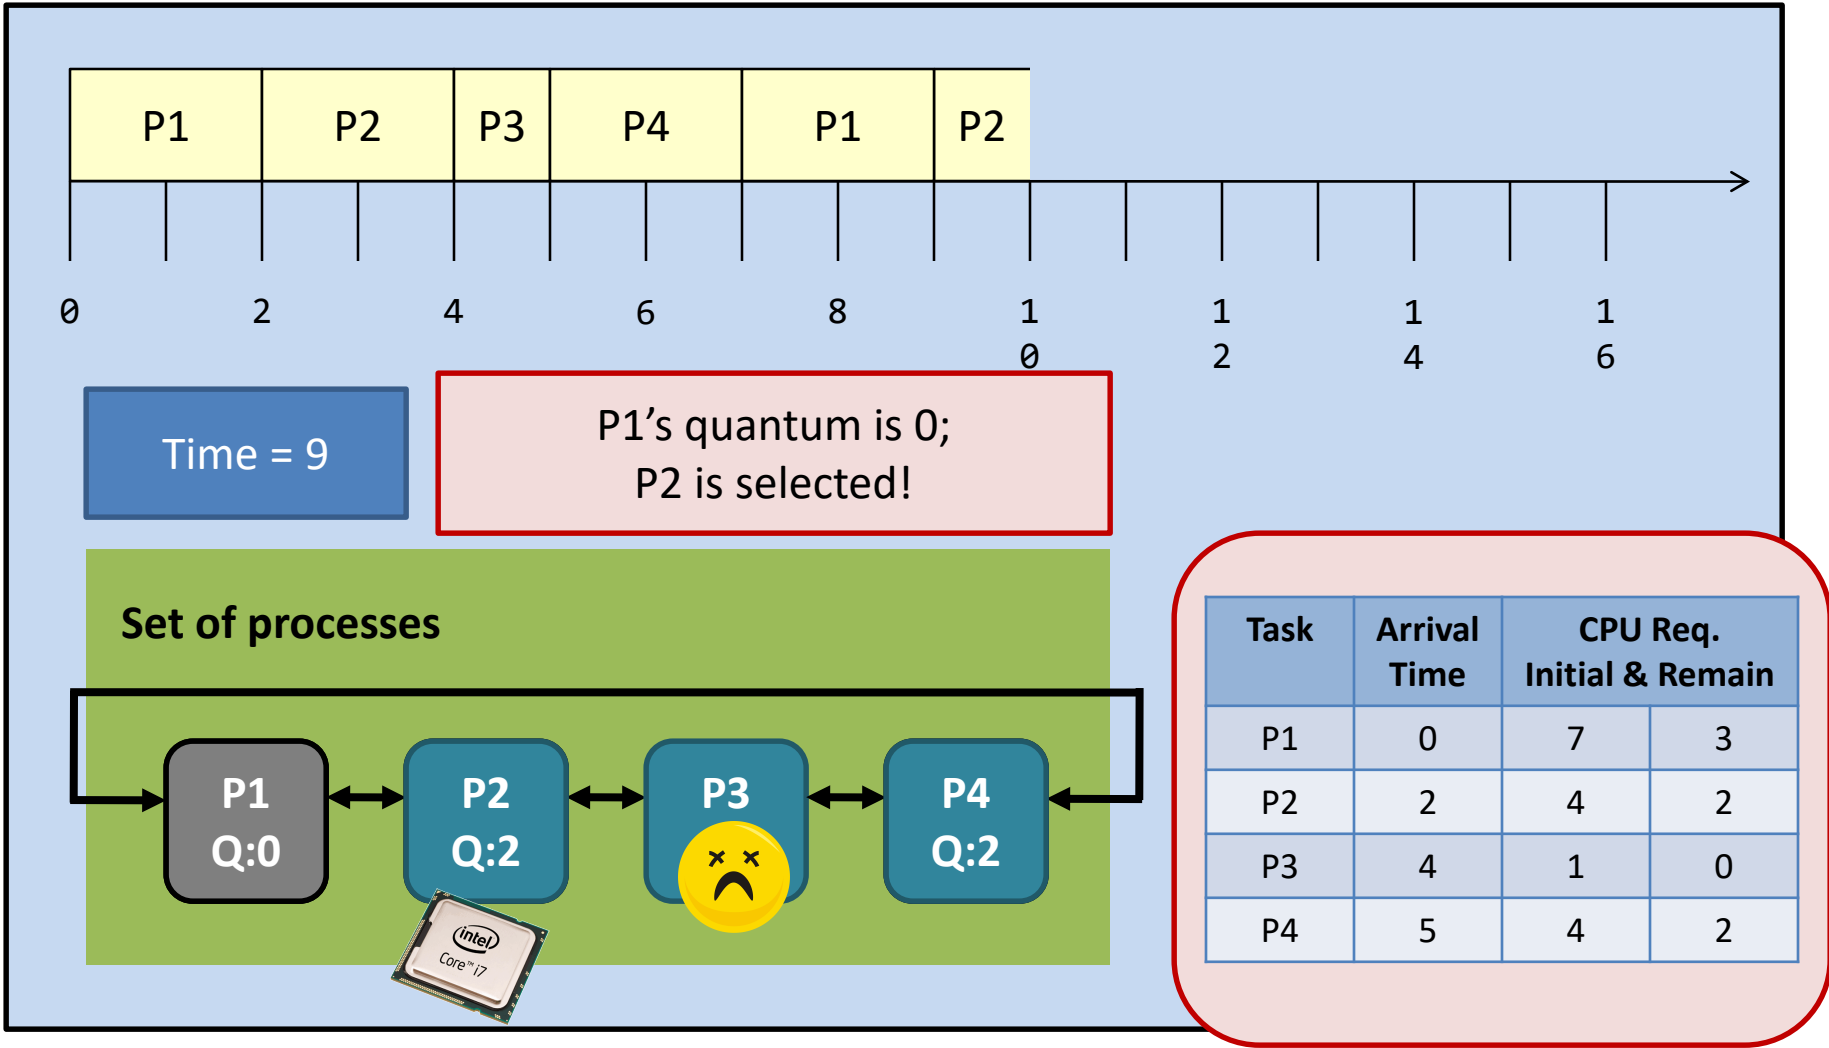 P1 P2 P3 P4 P1 P2
0 2 4 6 8 1 1 1 1
0 2 4 6
Time = 9
P1’s quantum is 0;
P2 is selected!
Set of processes
P1 P2 P3 P4
Q:0 Q:2 Q:2
intel
Core™ i7
Task Arrival CPU Req.
Time Initial & Remain
P1 0 7 3
P2 2 4 2
P3 4 1 0
P4 5 4 2